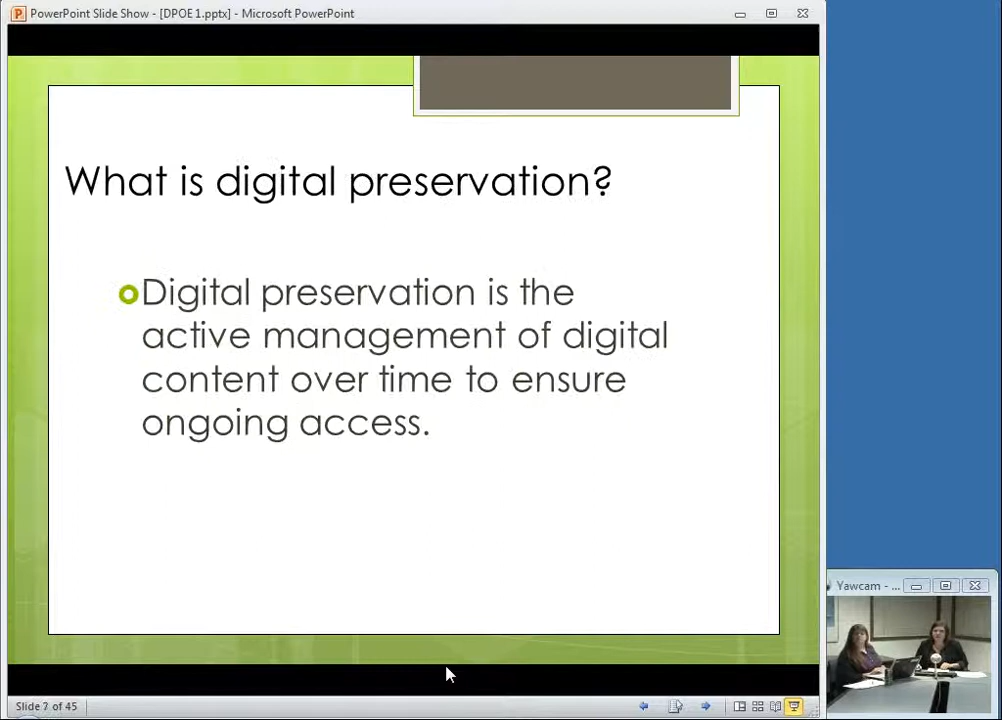 PowerPoint Slide Show - [DPOE 1.pptx] - Microsoft PowerPoint
What is digital preservation?
Digital preservation is the
active management of digital
content over time to ensure
ongoing access.
Yawcam - ...
Slide 7 of 45